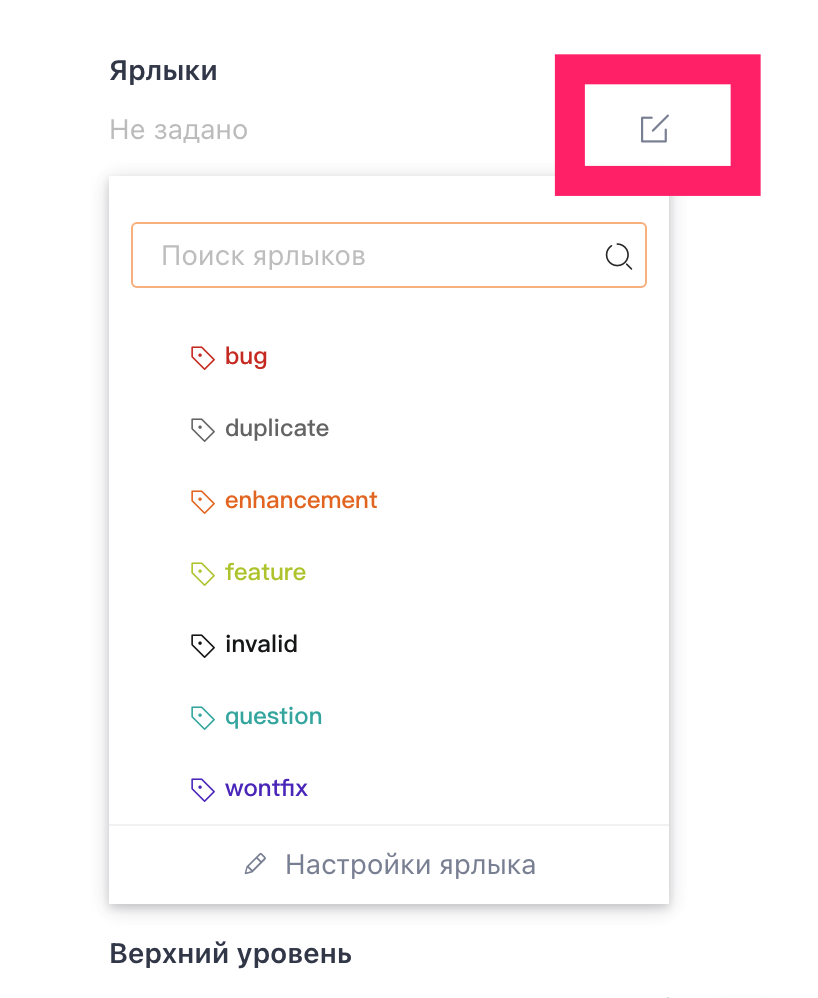 Ярлыки
Не задано
Поиск ярлыков
bug
duplicate
enhancement
feature
invalid
question
wontfix
Настройки ярлыка
Верхний уровень